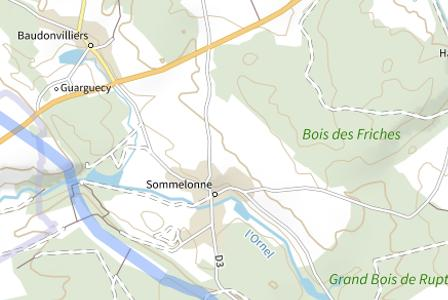 Baudonvilliers
Guarguecy
Bois des Friches
Sommelonne
l'Ornel
D3
Grand Bois de Rupt